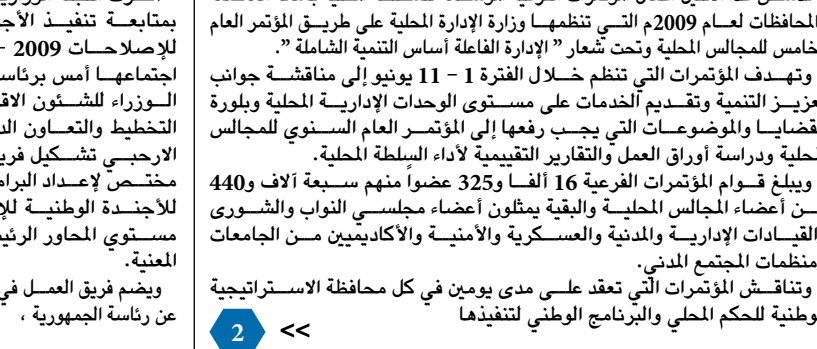 المحافظات لعام 2009م التي تنظمها وزارة الإدارة المحلية على طريق المؤتمر العام
خامس للمجالس المحلية وتحت شعار ” الإدارة الفاعلة أساس التنمية الشاملة “.
وتهدف المؤتمرات التي تنظم خلال الفترة 1 - 11 يونيو إلى مناقشة جوانب
عزيز التنمية وتقديم الخدمات على مستوى الوحدات الإدارية المحلية وبلورة
قضايا والموضوعات التي يجب رفعها إلى المؤتمر العام السنوي للمجالس
حلية ودراسة أوراق العمل والتقارير التقييمية لأداء السلطة المحلية.
ويبلغ قوام المؤتمرات الفرعية 16 ألفا و325 عضواً منهم سبعة آلاف و440
ن أعضاء المجالس المحلية والبقية يمثلون أعضاء مجلسي النواب والشورى
القيادات الإدارية والمدنية والعسكرية والأمنية والأكاديميين من الجامعات
منظمات المجتمع المدني.
وتناقش المؤتمرات التي تعقد على مدى يومين في كل محافظة الاستراتيجية
وطنية للحكم المحلي والبرنامج الوطني لتنفيذها
>> 2
بمتابعة تنفيذ الأج
للإصلاحات 2009 -
اجتماعها أمس برئاس
الوزراء للشئون الاق
التخطيط والتعاون الد
الارحبي تشكيل فري
مختص لإعداد البرام
للأجندة الوطنية للإ
مستوي المحاور الرئي
المعنية.
ويضم فريق العمل في
عن رئاسة الجمهورية ،